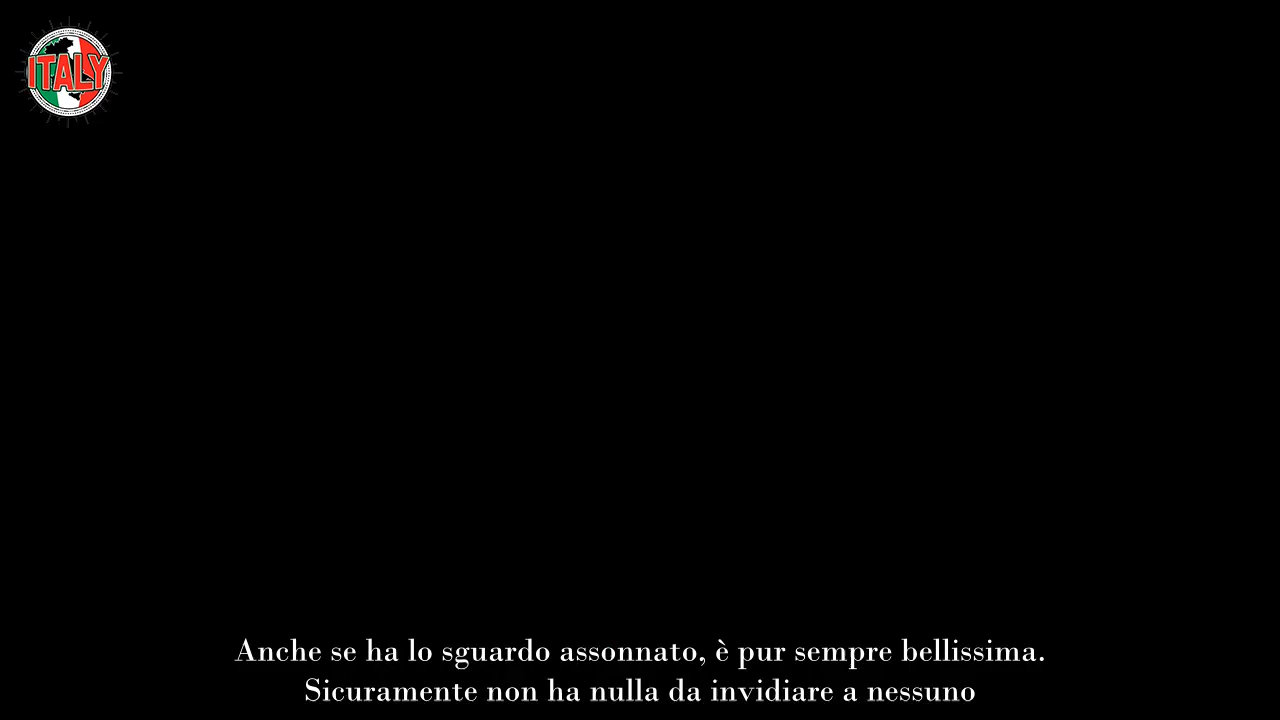 ITALY
Anche se ha lo sguardo assonnato, è pur sempre bellissima.
Sicuramente non ha nulla da invidiare a nessuno